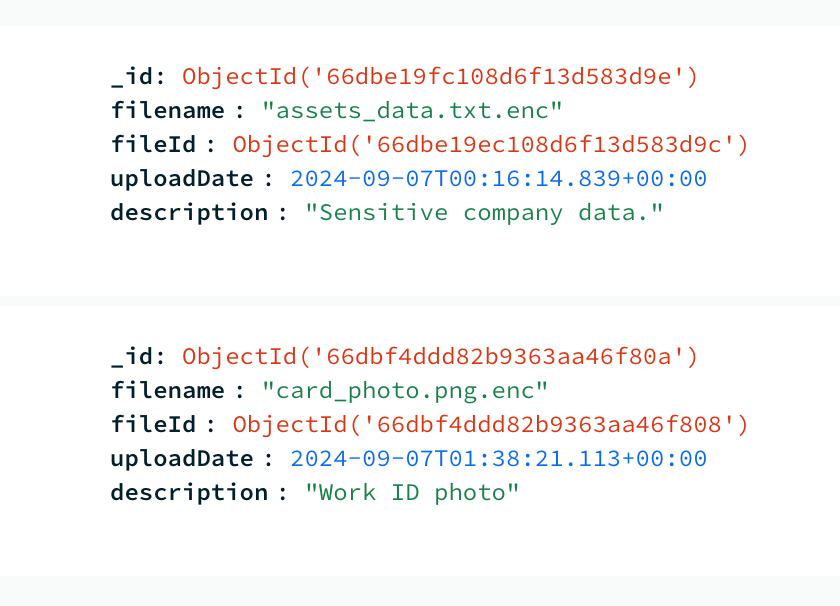 _id: ObjectId('66dbe19fc108d6f13d583d9e')
filename : "assets_data.txt.enc"
fileId : ObjectId('66dbe19ec108d6f13d583d9c')
uploadDate : 2024-09-07T00:16:14.839+00:00
description : "Sensitive company data."
_id: ObjectId('66dbf4ddd82b9363aa46f80a')
filename : "card_photo.png.enc"
fileId : ObjectId('66dbf4ddd82b9363aa46f808')
uploadDate : 2024-09-07T01:38:21.113+00:00
description : "Work ID photo"